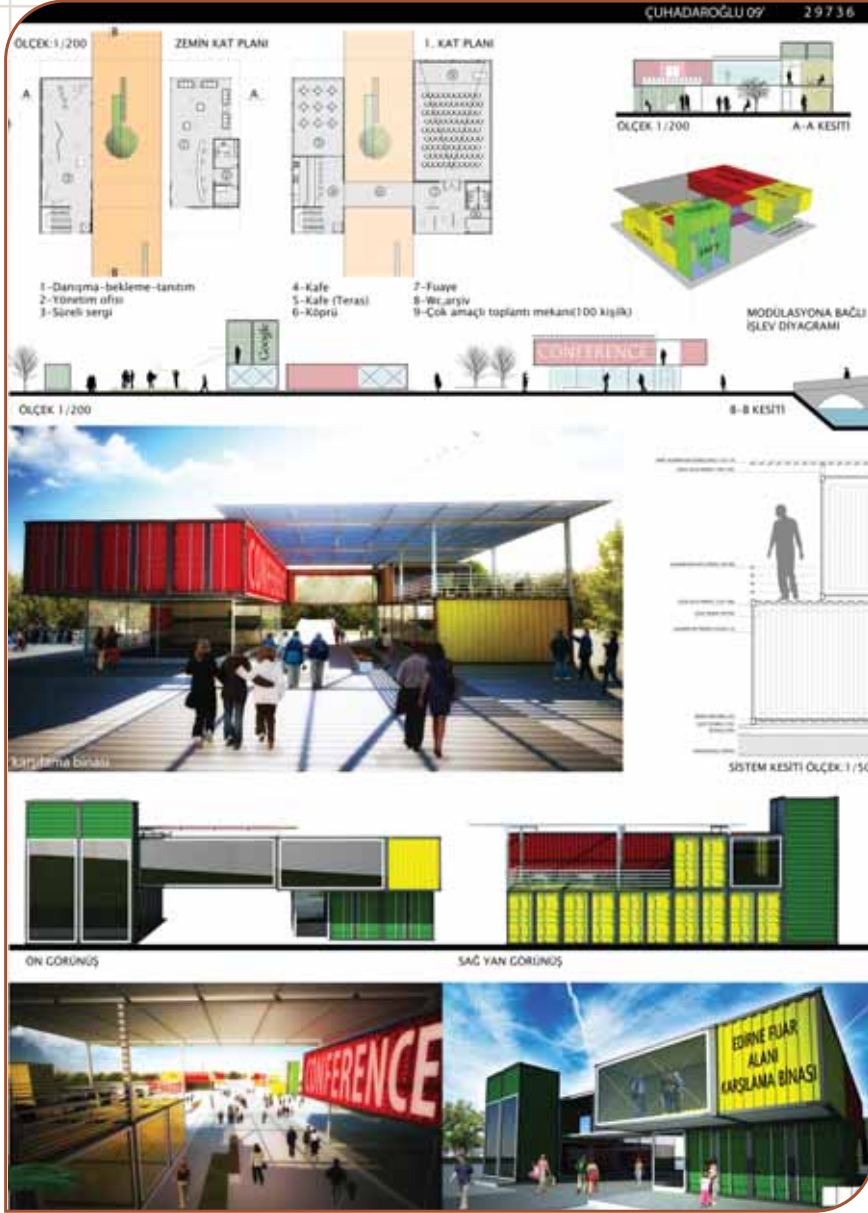 ÇUHADAROĞLU 09' 29736
ÖLÇEK:1/200 ZEMİN KAT PLANI
1. KAT PLANI
B
A
A
B
ÖLÇEK 1/200 A-A KESİTİ
1-Danışma-bekleme-tanıtım
2-Yönetim ofisi
3-Süreli sergi
4-Kafe
5-Kafe (Teras)
6-Köprü
7-Fuaye
8-Wc,arşiv
9-Çok amaçlı toplantı mekanı(100 kişilik)
MODÜLASYONA BAĞLI
İŞLEV DİYAGRAMI
Google
CONFERENCE
ÖLÇEK 1/200
B-B KESİTİ
CONFERENCE
karşılama binası
SİSTEM KESİTİ ÖLÇEK:1/50
ÖN GÖRÜNÜŞ
SAĞ YAN GÖRÜNÜŞ
CONFERENCE
EDİRNE FUAR
ALANI
KARŞILAMA BİNASI